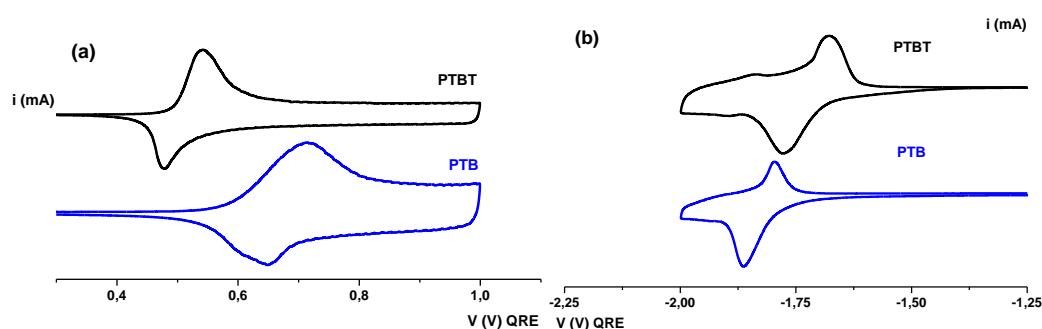 (a)
PTBT
i (mA)
PTB
0,4 0,6 0,8 1,0
V (V) QRE
(b)
i (mA)
PTBT
PTB
-2,25 -2,00 -1,75 -1,50 -1,25
V (V) QRE